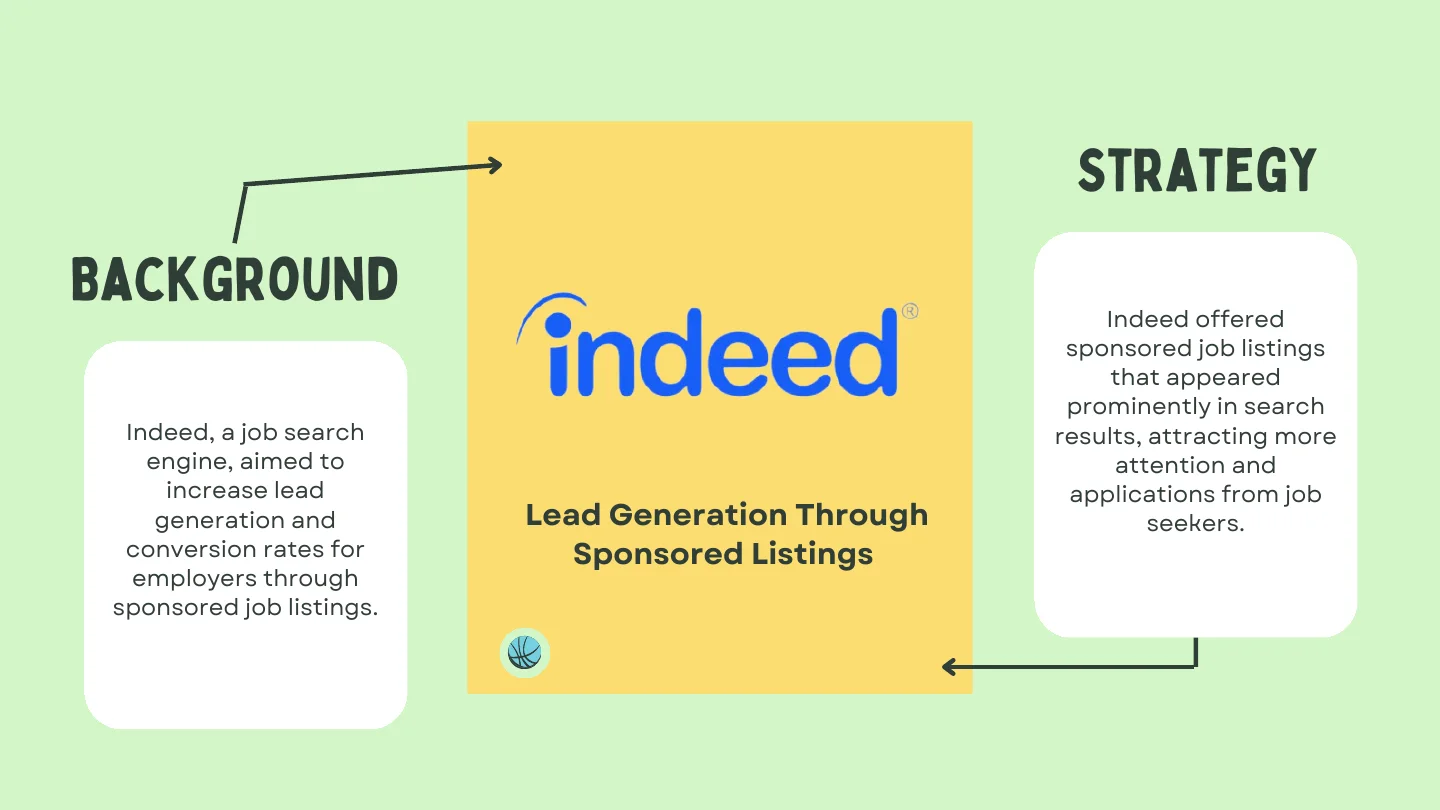 BACKGROUND
Indeed, a job search
engine, aimed to
increase lead
generation and
conversion rates for
employers through
sponsored job listings.
indeed®
Lead Generation Through
Sponsored Listings
STRATEGY
Indeed offered
sponsored job listings
that appeared
prominently in search
results, attracting more
attention and
applications from job
seekers.